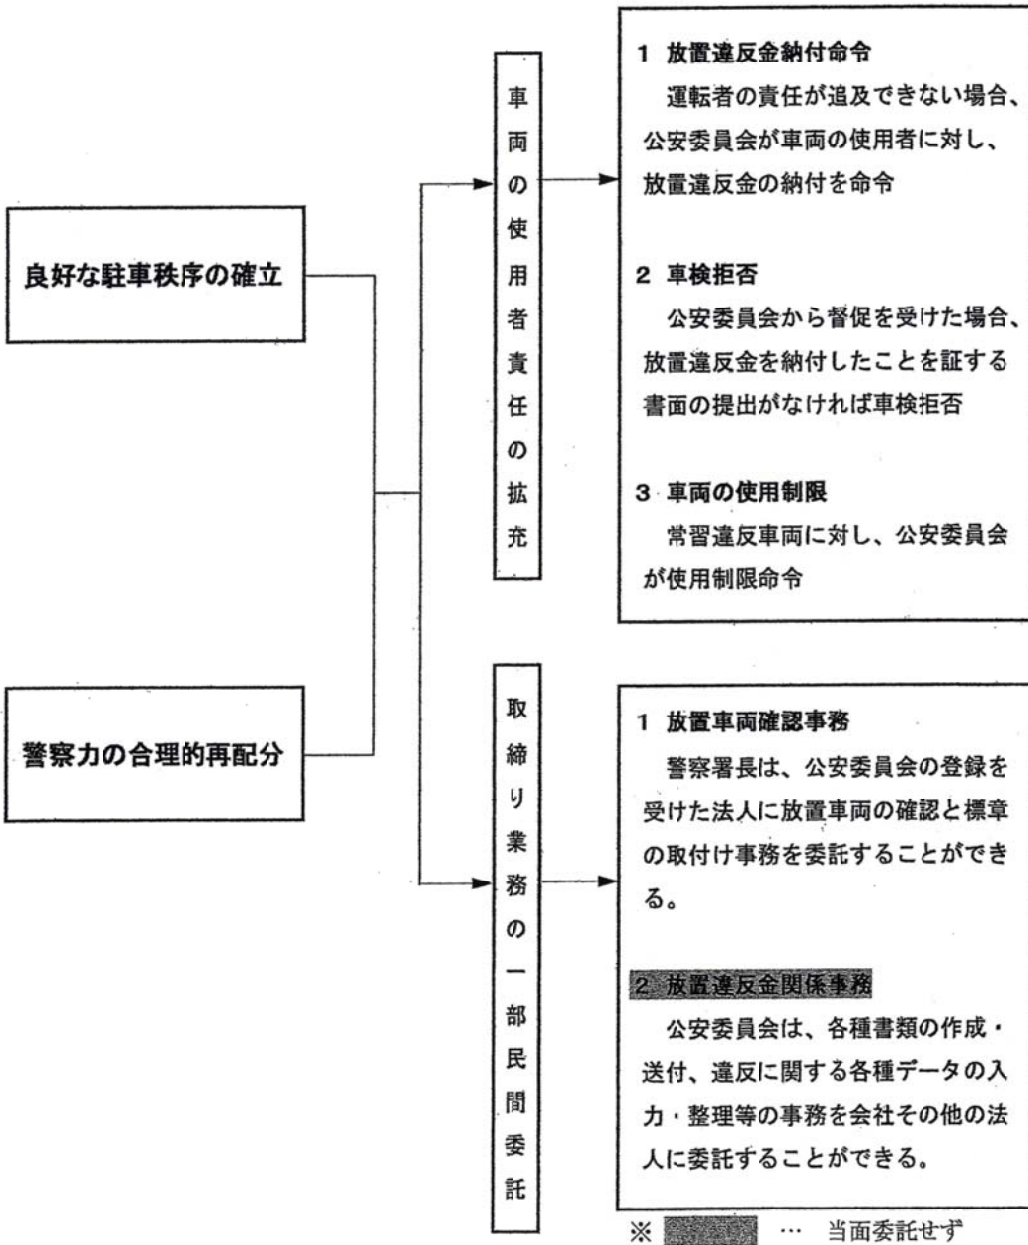 良好な駐車秩序の確立
警察力の合理的再配分
車両の使用者責任の拡充
1 放置違反金納付命令
運転者の責任が追及できない場合、
公安委員会が車両の使用者に対し、
放置違反金の納付を命令
2 車検拒否
公安委員会から督促を受けた場合、
放置違反金を納付したことを証する
書面の提出がなければ車検拒否
3 車両の使用制限
常習違反車両に対し、公安委員会
が使用制限命令
取締り業務の一部民間委託
1 放置車両確認事務
警察署長は、公安委員会の登録を
受けた法人に放置車両の確認と標章
の取付け事務を委託することができ
る。
2 放置違反金関係事務
公安委員会は、各種書類の作成・
送付、違反に関する各種データの入
力・整理等の事務を会社その他の法
人に委託することができる。
※ … 当面委託せず